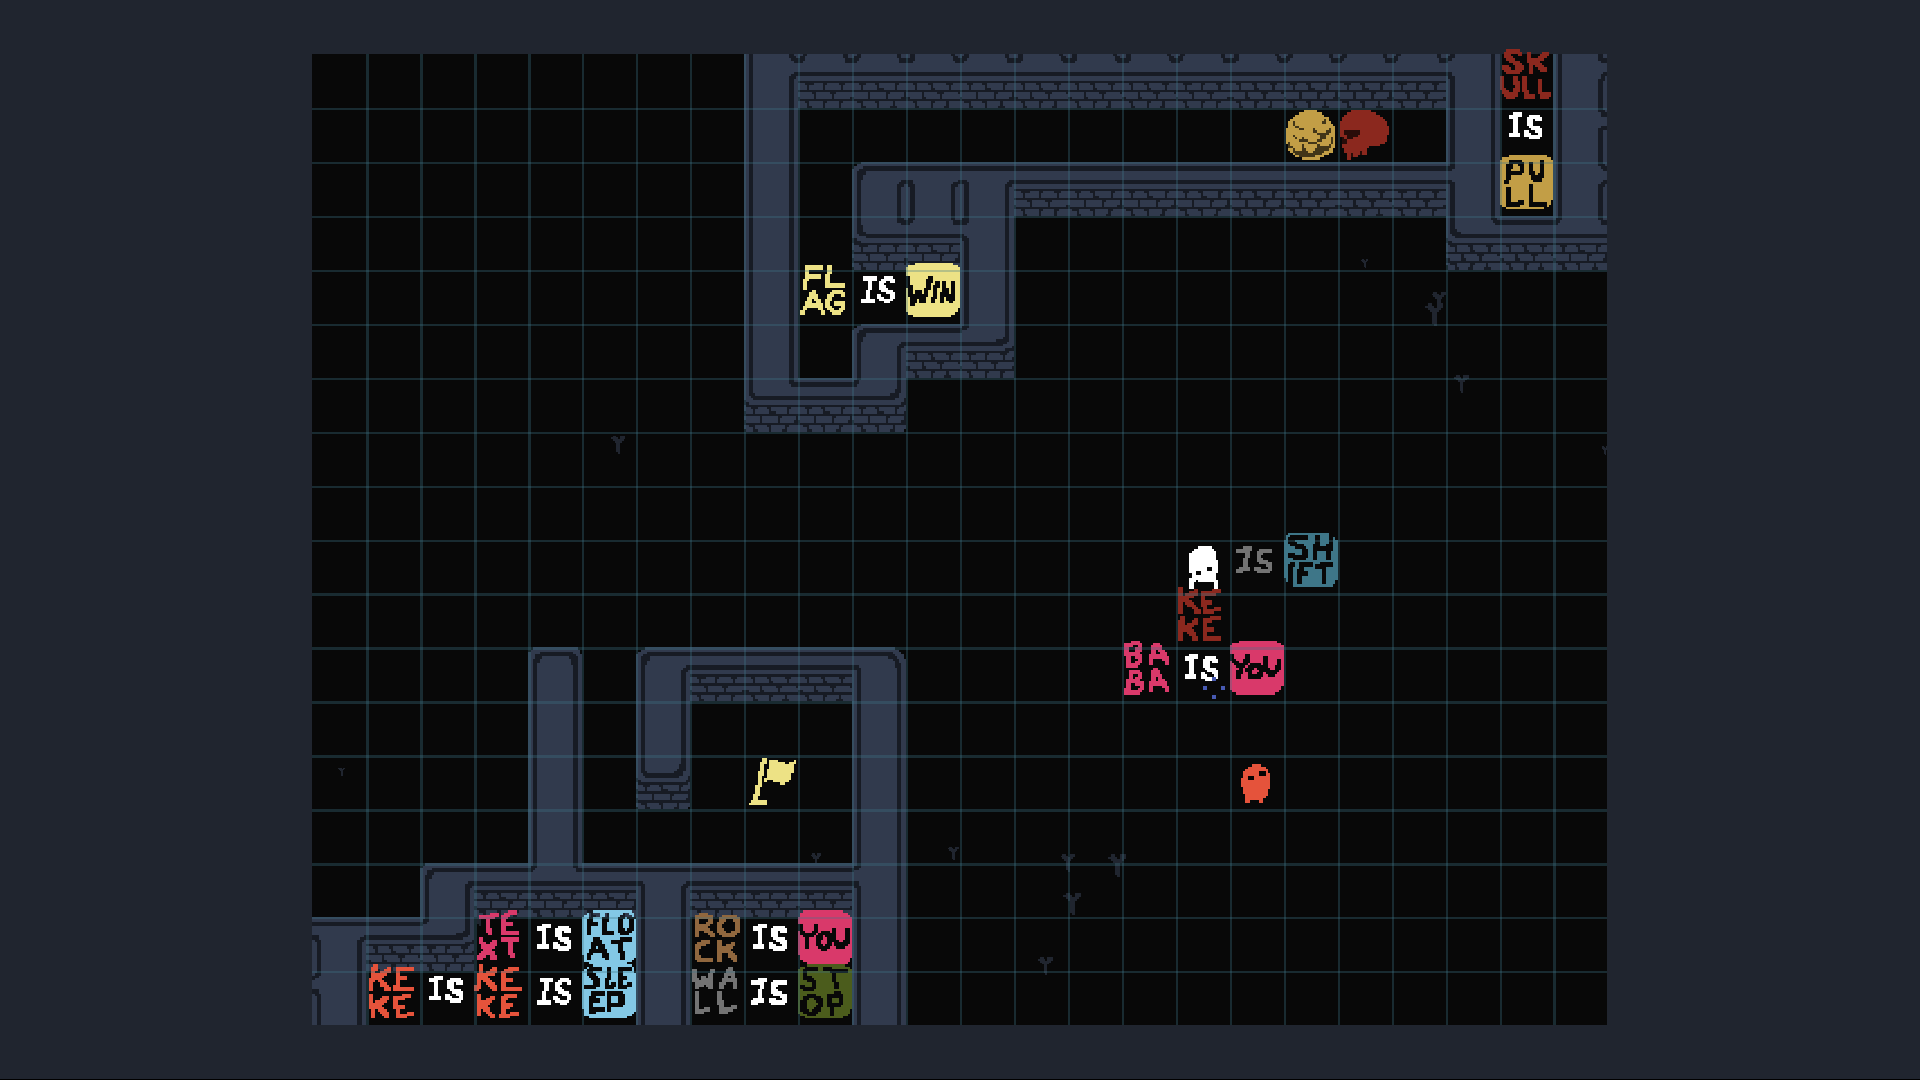 SKULL
IS
PULL
FLAG IS WIN
IS SHIFT
KEKE
BABA IS YOU
TEXT IS FLOAT
ROCK IS YOU
KEKE IS KEKE IS SLEEP
WALL IS STOP